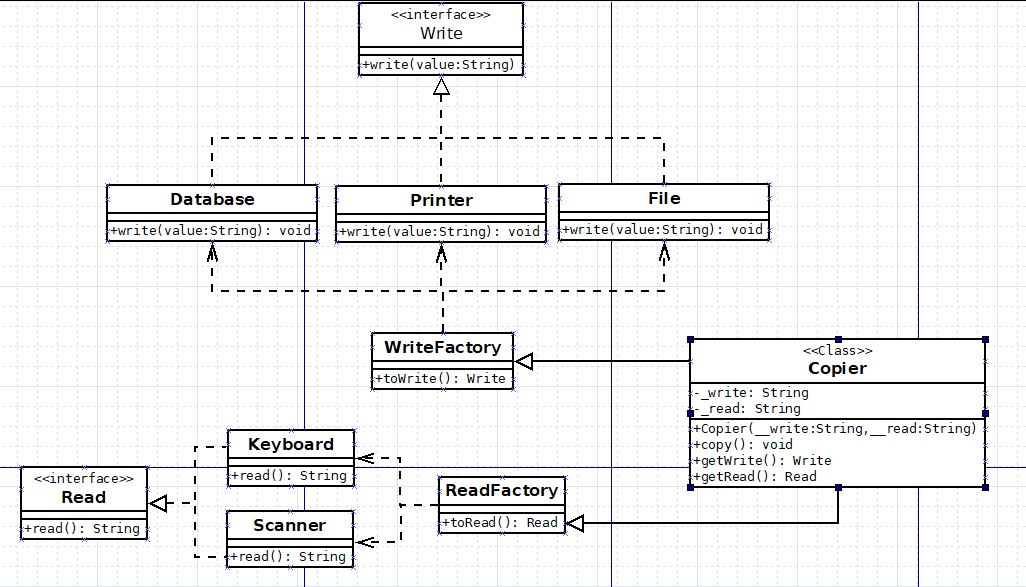 <<interface>>
Write
+write(value:String)
Database
+write(value:String): void
Printer
+write(value:String): void
File
+write(value:String): void
WriteFactory
+toWrite(): Write
<<Class>>
Copier
-_write: String
-_read: String
+Copier(__write:String,__read:String)
+copy(): void
+getWrite(): Write
+getRead(): Read
Keyboard
+read(): String
<<interface>>
Read
+read(): String
ReadFactory
+toRead(): Read
Scanner
+read(): String